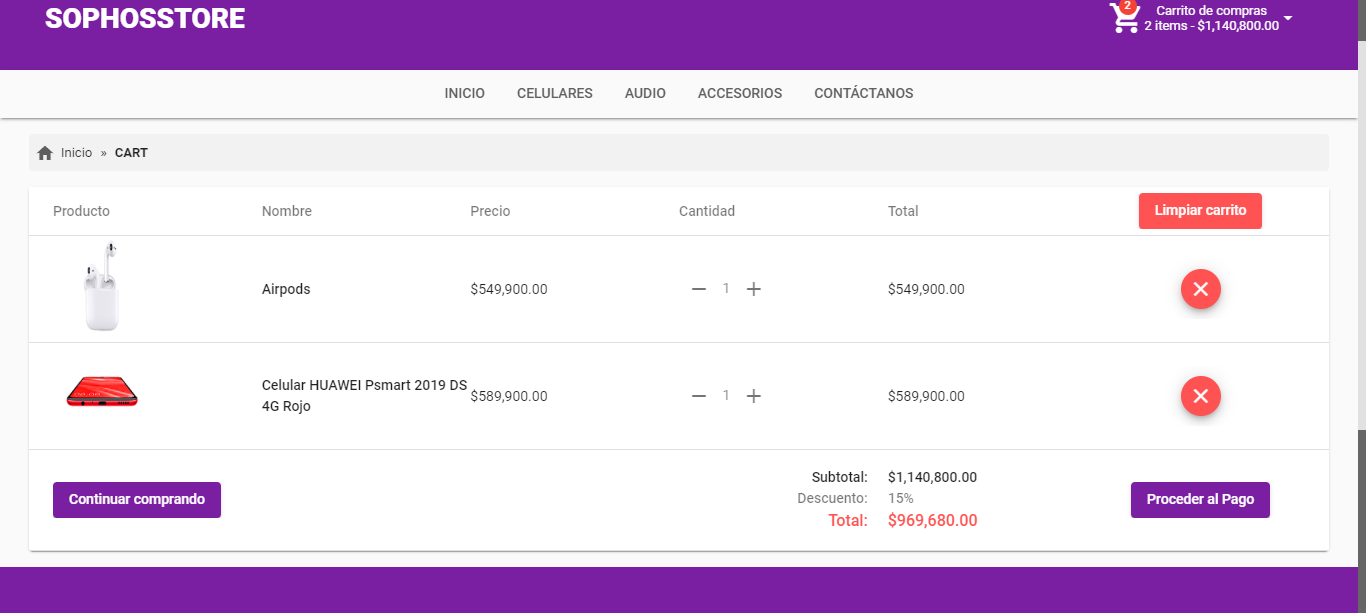 SOPHOSSTORE
2
Carrito de compras
2 items - $1,140,800.00
INICIO CELULARES AUDIO ACCESORIOS CONTÁCTANOS
Inicio » CART
Producto Nombre Precio Cantidad Total Limpiar carrito
Airpods $549,900.00 1 $549,900.00
Celular HUAWEI Psmart 2019 DS
4G Rojo
$589,900.00 1 $589,900.00
Continuar comprando
Subtotal: $1,140,800.00
Descuento: 15%
Total: $969,680.00
Proceder al Pago